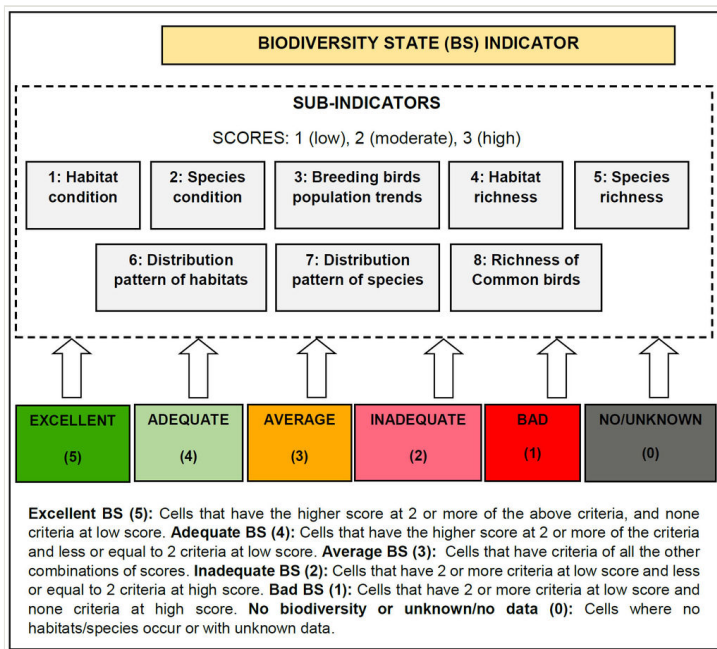 BIODIVERSITY STATE (BS) INDICATOR
SUB-INDICATORS
SCORES: 1 (low), 2 (moderate), 3 (high)
1: Habitat
condition
2: Species
condition
3: Breeding birds
population trends
4: Habitat
richness
5: Species
richness
6: Distribution
pattern of habitats
7: Distribution
pattern of species
8: Richness of
Common birds
EXCELLENT
(5)
ADEQUATE
(4)
AVERAGE
(3)
INADEQUATE
(2)
BAD
(1)
NO/UNKNOWN
(0)
Excellent BS (5): Cells that have the higher score at 2 or more of the above criteria, and none
criteria at low score. Adequate BS (4): Cells that have the higher score at 2 or more of the criteria
and less or equal to 2 criteria at low score. Average BS (3): Cells that have criteria of all the other
combinations of scores. Inadequate BS (2): Cells that have 2 or more criteria at low score and less
or equal to 2 criteria at high score. Bad BS (1): Cells that have 2 or more criteria at low score and
none criteria at high score. No biodiversity or unknown/no data (0): Cells where no
habitats/species occur or with unknown data.